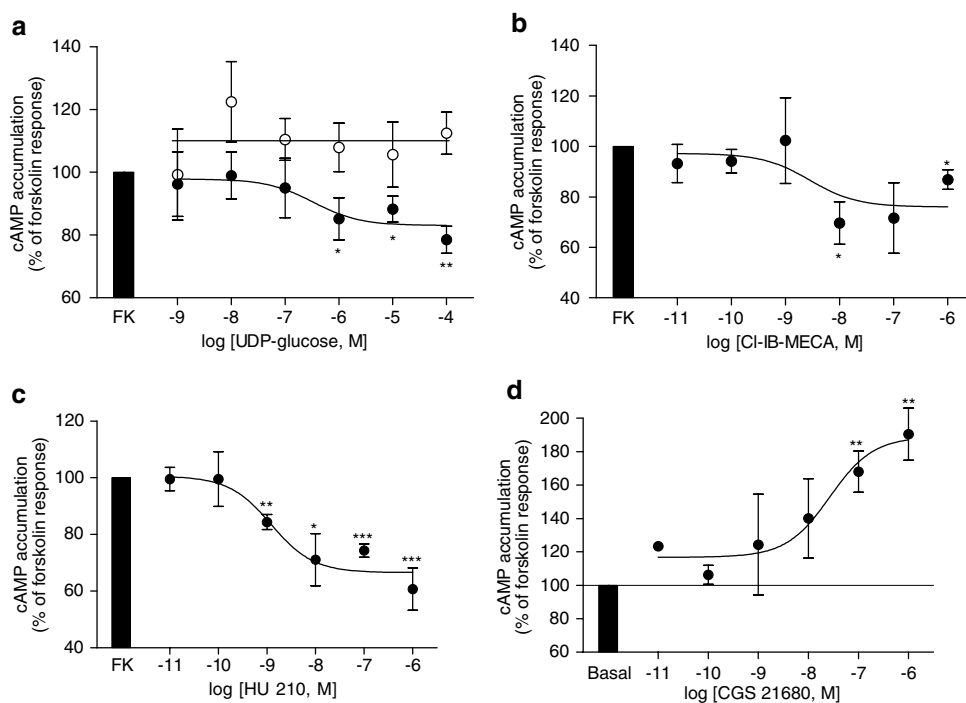 a
cAMP accumulation
(% of forskolin response)
140
120
100
80
60
*
*
**
FK
-9
-8
-7
-6
-5
-4
log [UDP-glucose, M]
b
cAMP accumulation
(% of forskolin response)
140
120
100
80
60
40
*
*
FK
-11
-10
-9
-8
-7
-6
log [Cl-IB-MECA, M]
c
cAMP accumulation
(% of forskolin response)
120
100
80
60
40
**
*
***
***
FK
-11
-10
-9
-8
-7
-6
log [HU 210, M]
d
cAMP accumulation
(% of forskolin response)
200
180
160
140
120
100
80
60
**
**
Basal
-11
-10
-9
-8
-7
-6
log [CGS 21680, M]